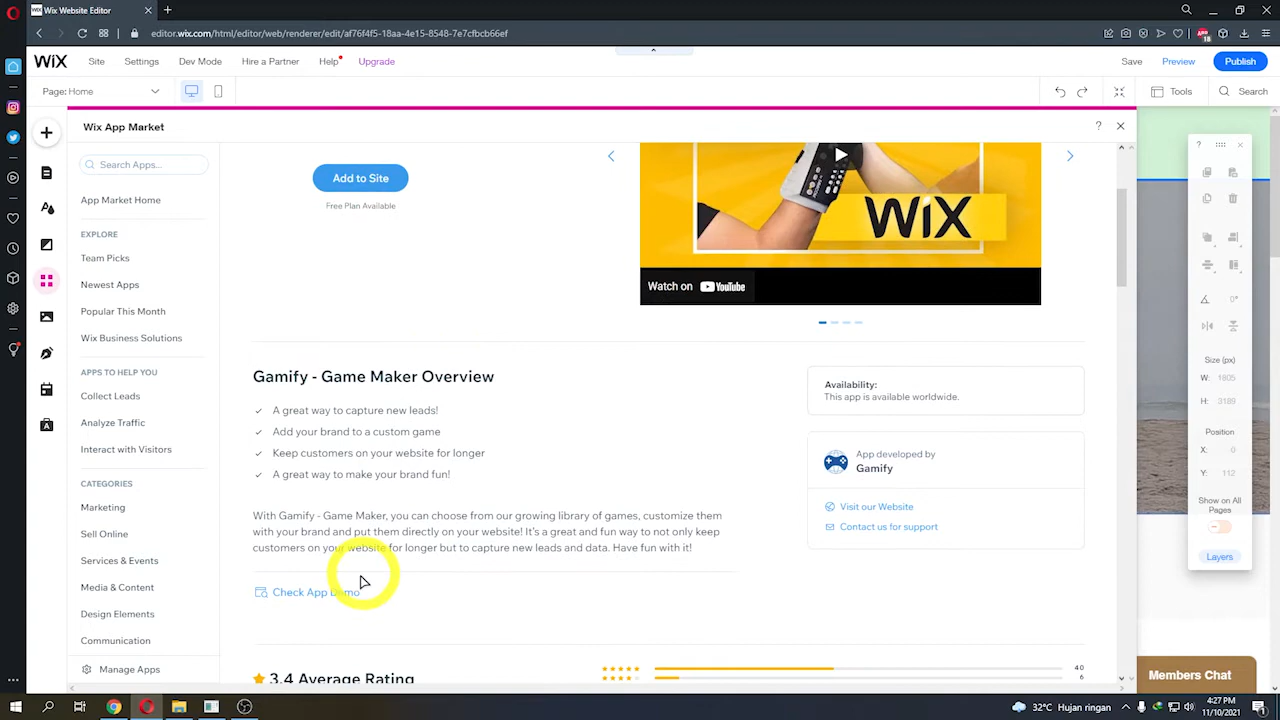 Wix Website Editor
editor.wix.com/html/editor/web/renderer/edit/af76f4f5-18aa-4e15-8548-7e7cfbcb66ef
18
WiX
Site
Settings
Dev Mode
Hire a Partner
Help
Upgrade
Save
Preview
Publish
Page: Home
Tools
Search
Wix App Market
?
Search Apps...
App Market Home
EXPLORE
Team Picks
Newest Apps
Popular This Month
Wix Business Solutions
APPS TO HELP YOU
Collect Leads
Analyze Traffic
Interact with Visitors
CATEGORIES
Marketing
Sell Online
Services & Events
Media & Content
Design Elements
Communication
Manage Apps
Add to Site
Free Plan Available
WiX
Watch on YouTube
Gamify - Game Maker Overview
A great way to capture new leads!
Add your brand to a custom game
Keep customers on your website for longer
A great way to make your brand fun!
With Gamify - Game Maker, you can choose from our growing library of games, customize them
with your brand and put them directly on your website! It's a great and fun way to not only keep
customers on your website for longer but to capture new leads and data. Have fun with it!
Check App Demo
3.4 Average Rating
40
6
Availability:
This app is available worldwide.
App developed by
Gamify
Visit our Website
Contact us for support
?
0°
Size (px)
W: 1805
H: 3189
Position
X: 0
Y: 112
Show on All
Pages
Layers
Members Chat
32°C Hujan ringan
4:27 PM
11/10/2021